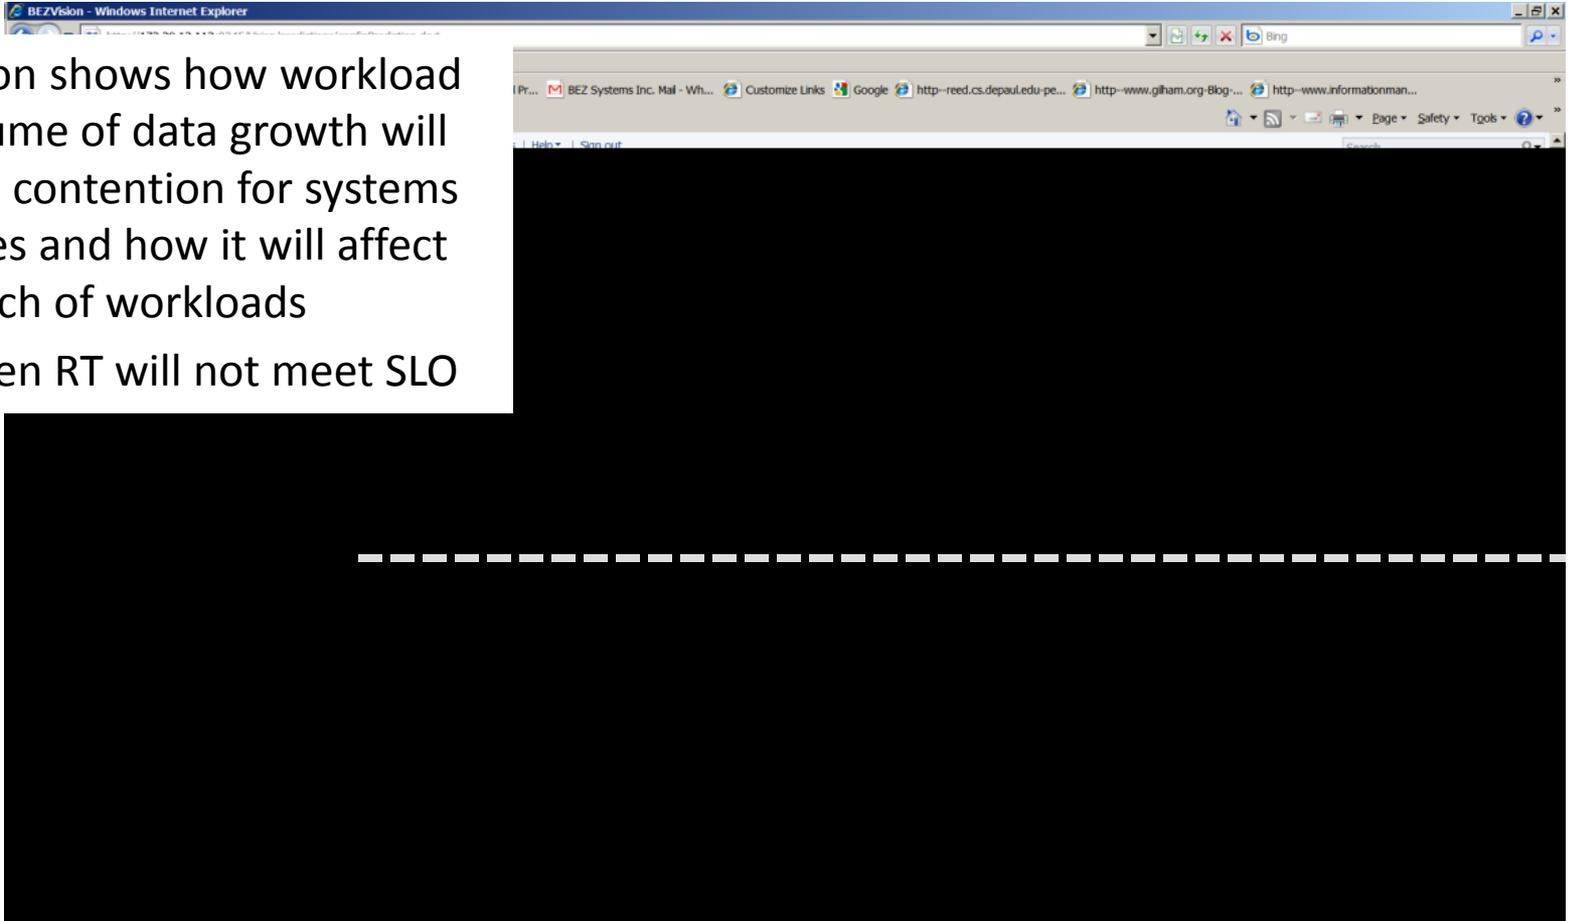 BEZVision - Windows Internet Explorer
Bing
on shows how workload
ume of data growth will
contention for systems
es and how it will affect
ch of workloads
en RT will not meet SLO
Pr... BEZ Systems Inc. Mail - Wh... Customize Links Google http--reed.cs.depaul.edu-pe... http--www.gilham.org-Blog-... http--www.informationman...
Page Safety Tools
Help Sign out
Search